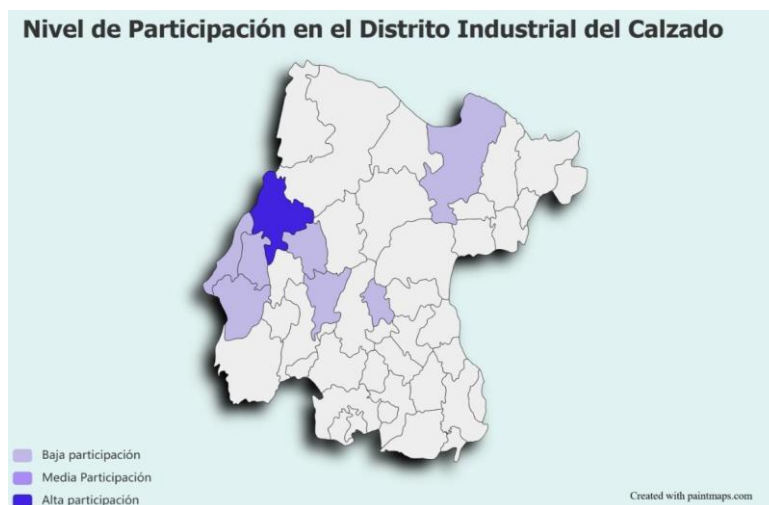 Nivel de Participación en el Distrito Industrial del Calzado
Baja participación
Media Participación
Alta participación
Created with paintmaps.com